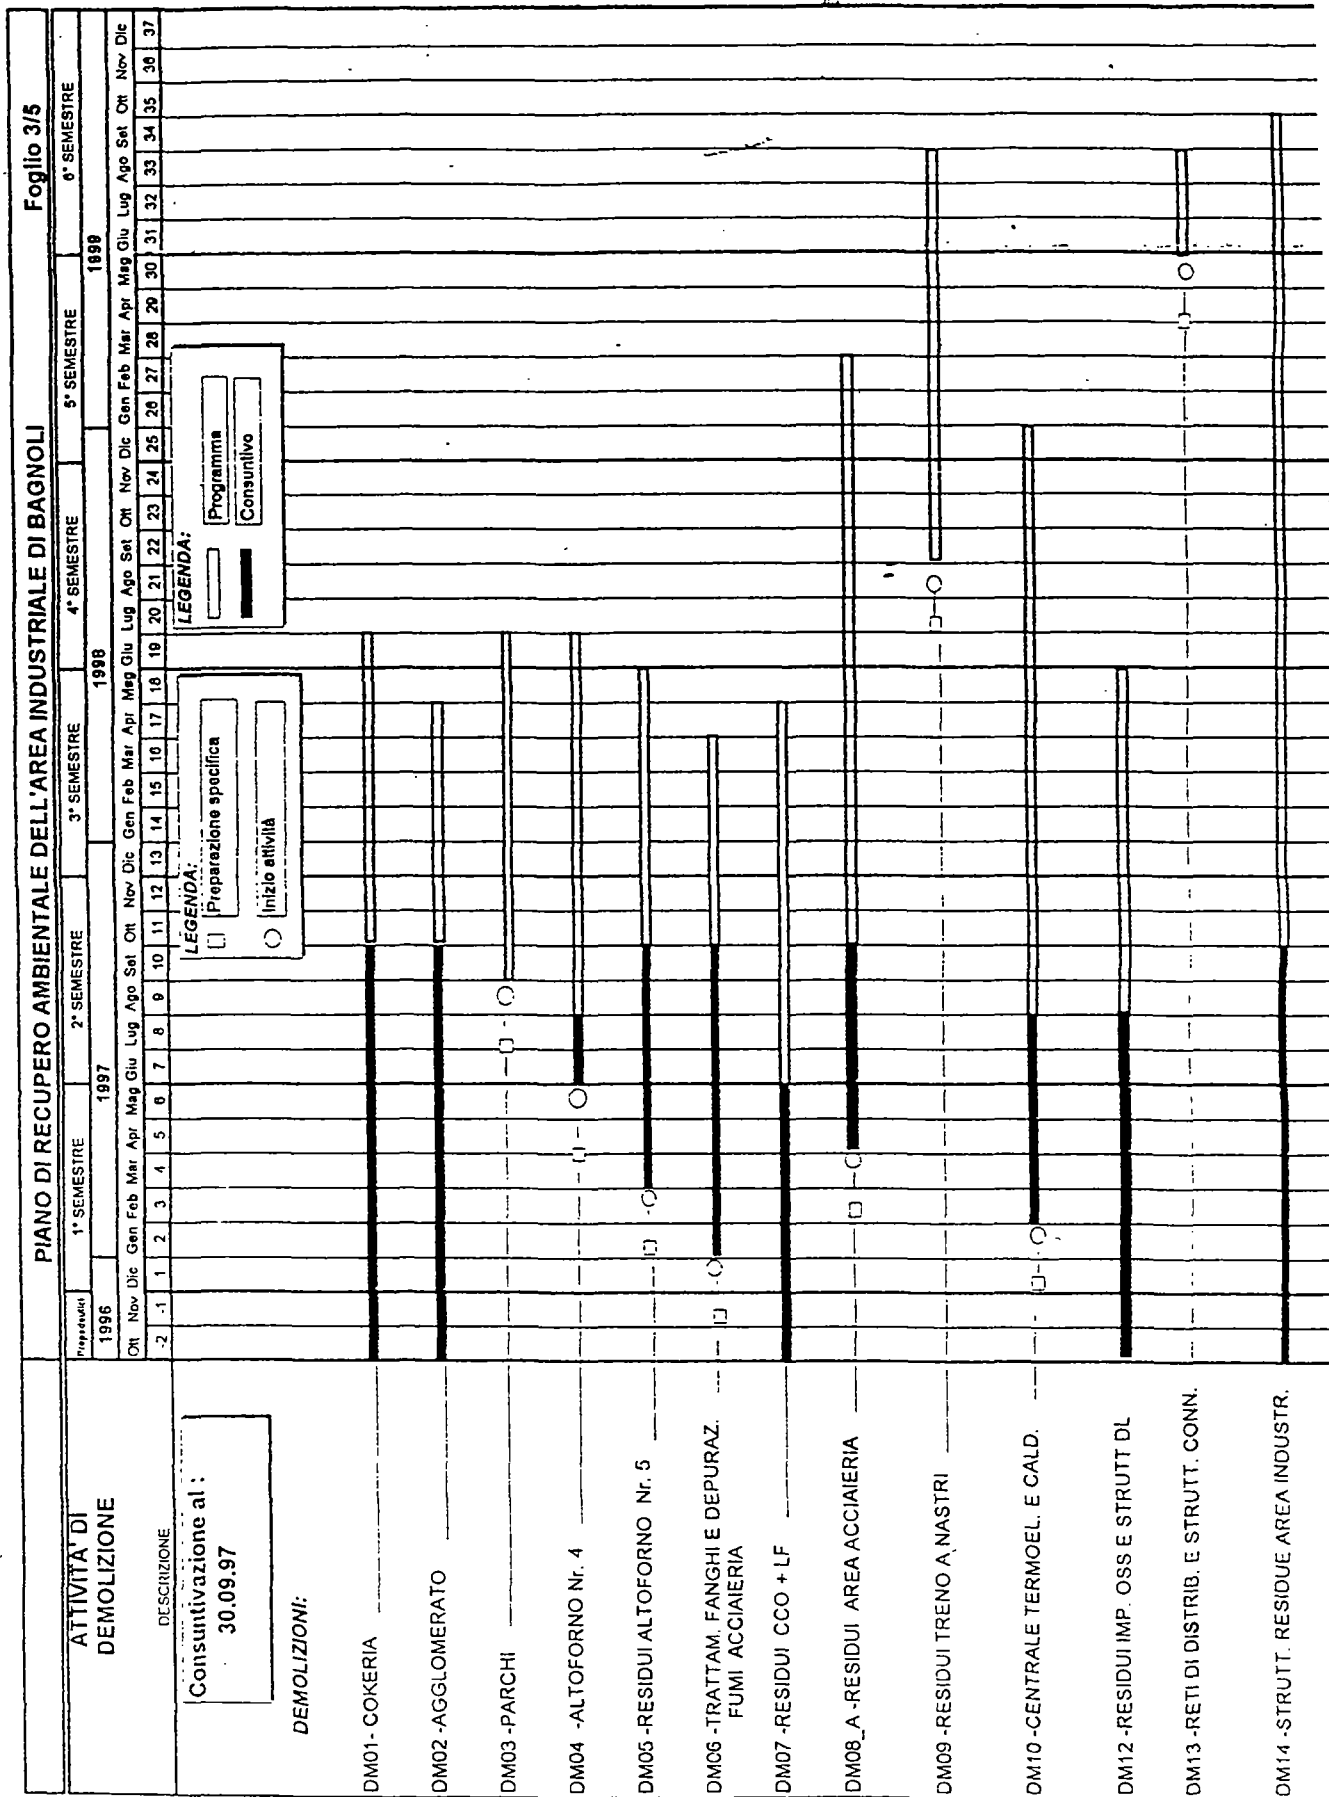 PIANO DI RECUPERO AMBIENTALE DELL'AREA INDUSTRIALE DI BAGNOLI
Foglio 3/5
ATTIVITA' DI
DEMOLIZIONE
1° SEMESTRE 2° SEMESTRE 3° SEMESTRE 4° SEMESTRE 5° SEMESTRE 6° SEMESTRE
1996 1997 1998 1999
Ott Nov Dic Gen Feb Mar Apr Mag Giu Lug Ago Set Ott Nov Dic Gen Feb Mar Apr Mag Giu Lug Ago Set Ott Nov Dic Gen Feb Mar Apr Mag Giu Lug Ago Set Ott Nov Dic
DESCRIZIONE
-2 -1 1 2 3 4 5 6 7 8 9 10 11 12 13 14 15 16 17 18 19 20 21 22 23 24 25 26 27 28 29 30 31 32 33 34 35 36 37
Consuntivazione al :
30.09.97
LEGENDA:
Preparazione specifica
Inizio attività
LEGENDA:
Programma
Consuntivo
DEMOLIZIONI:
DM01- COKERIA
DM02 -AGGLOMERATO
DM03 -PARCHI
DM04 -ALTOFORNO Nr. 4
DM05 -RESIDUI ALTOFORNO Nr. 5
DM06 -TRATTAM. FANGHI E DEPURAZ.
FUMI ACCIAIERIA
DM07 -RESIDUI CCO + LF
DM08_A -RESIDUI AREA ACCIAIERIA
DM09 -RESIDUI TRENO A NASTRI
DM10 -CENTRALE TERMOEL. E CALD.
DM12 -RESIDUI IMP. OSS E STRUTT DL
DM13 -RETI DI DISTRIB. E STRUTT. CONN.
DM14 -STRUTT. RESIDUE AREA INDUSTR.